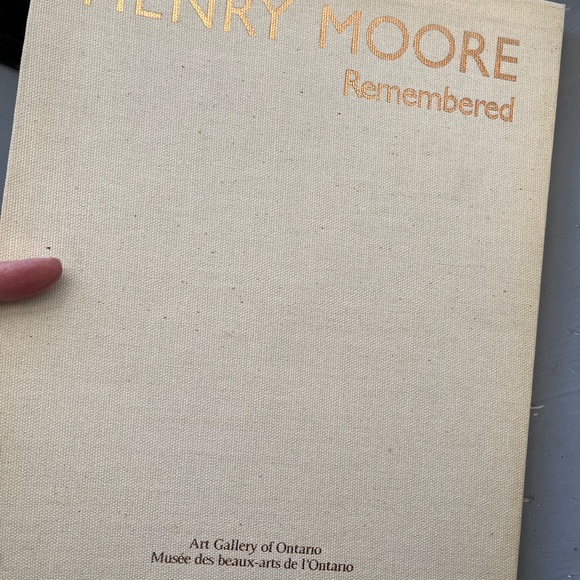 HENRY MOORE
Remembered
Art Gallery of Ontario
Musée des beaux-arts de l'Ontario